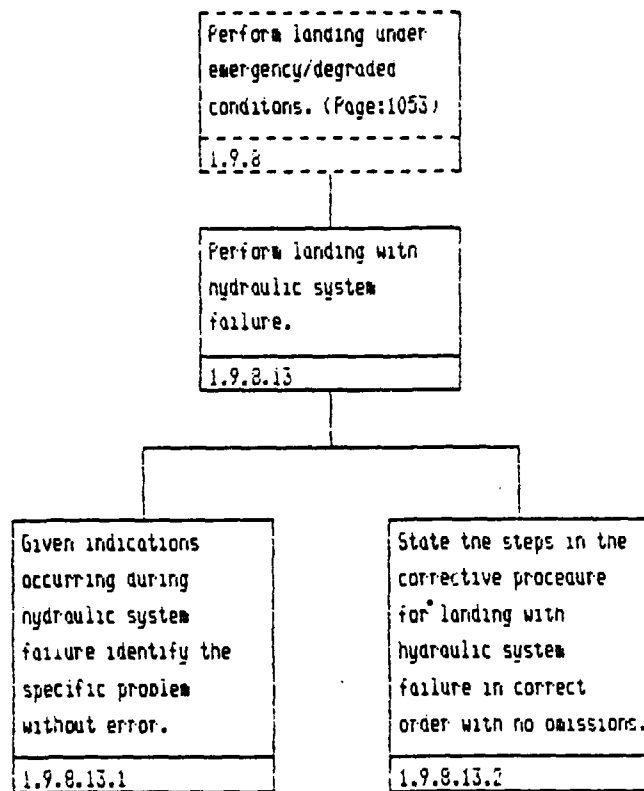 Perform landing under
emergency/degraded
conditons. (Page:1053)
1.9.8
Perform landing with
hydraulic system
failure.
1.9.8.13
Given indications
occurring during
hydraulic system
failure identify the
specific problem
without error.
1.9.8.13.1
State the steps in the
corrective procedure
for landing with
hydraulic system
failure in correct
order with no omissions.
1.9.8.13.2